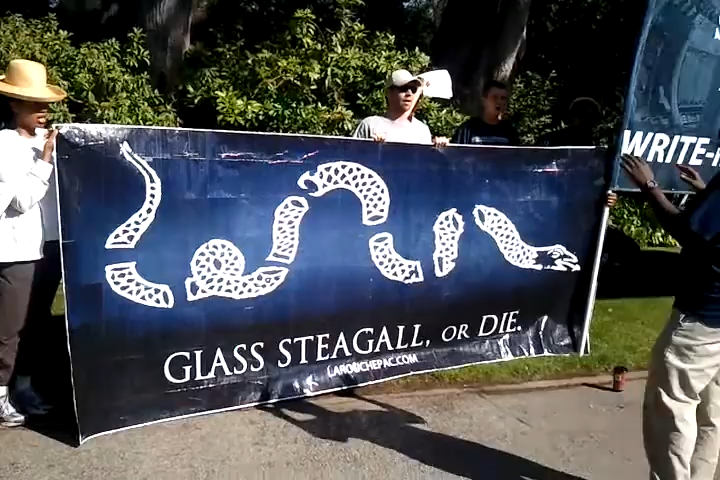 GLASS STEAGALL, OR DIE.
LAROUCHEPAC.COM
WRITE-